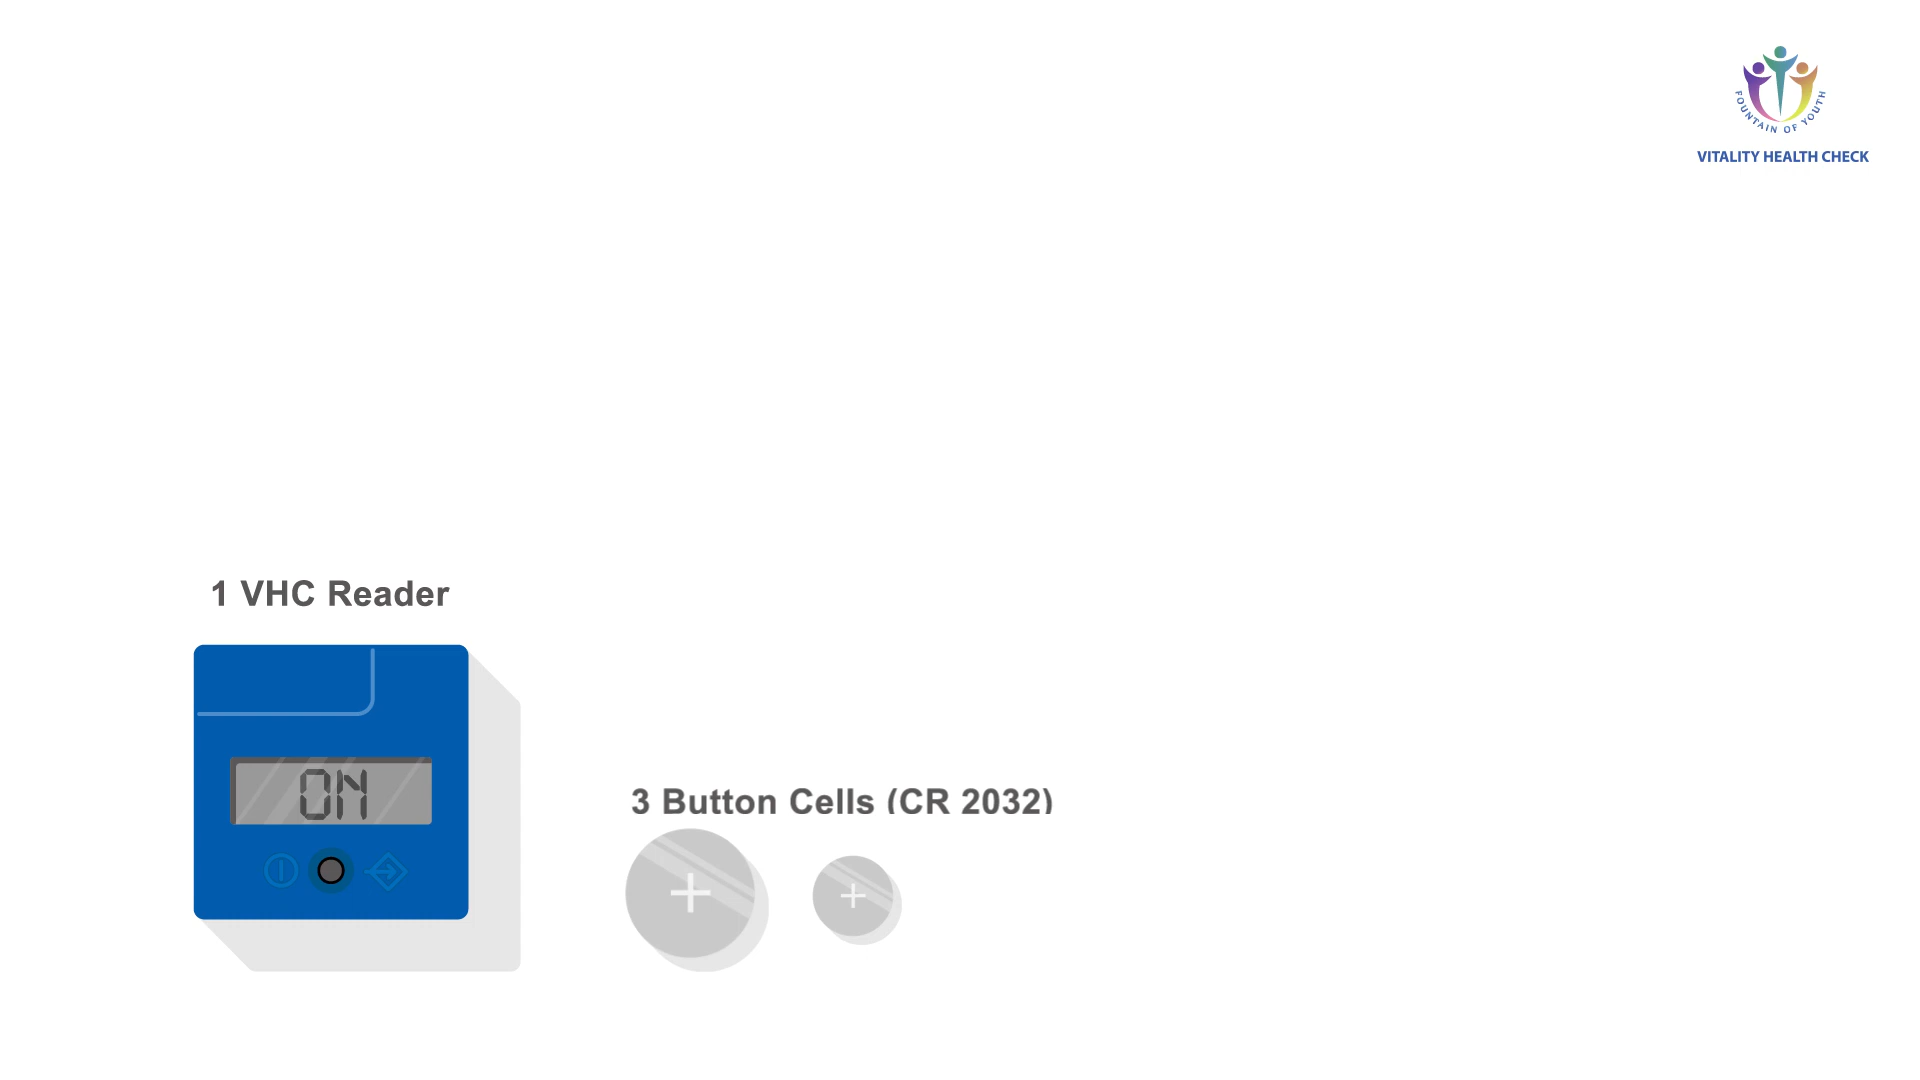 FOUNTAIN OF YOUTH
VITALITY HEALTH CHECK
1 VHC Reader
ON
3 Button Cells (CR 2032)